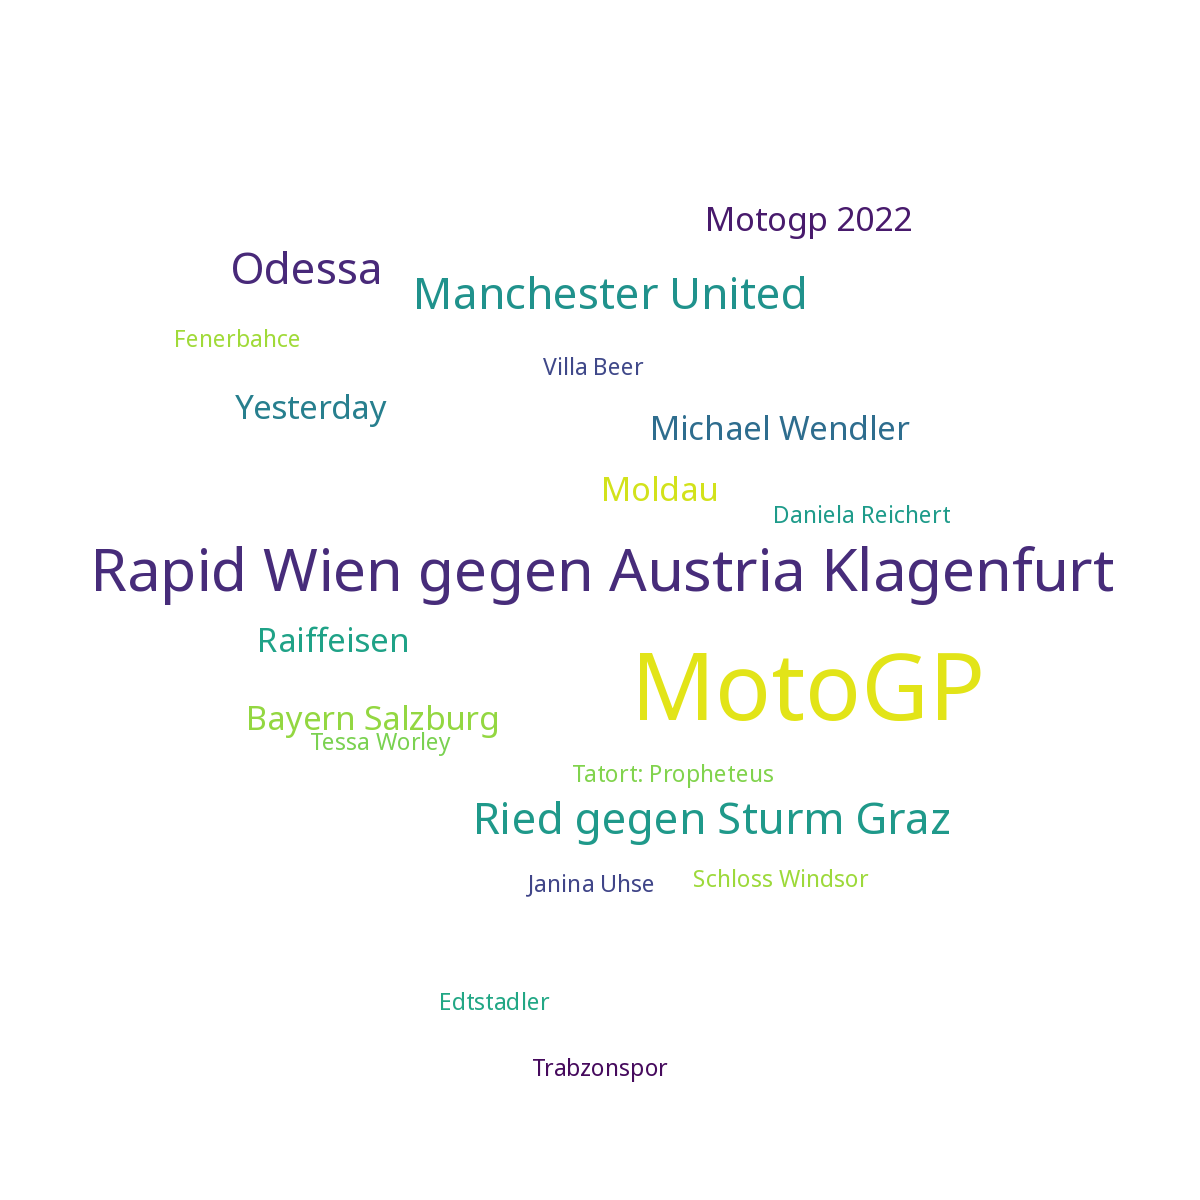 Motogp 2022
Odessa
Manchester United
Fenerbahce
Villa Beer
Yesterday
Michael Wendler
Moldau
Daniela Reichert
Rapid Wien gegen Austria Klagenfurt
Raiffeisen
MotoGP
Bayern Salzburg
Tessa Worley
Tatort: Propheteus
Ried gegen Sturm Graz
Janina Uhse
Schloss Windsor
Edtstadler
Trabzonspor